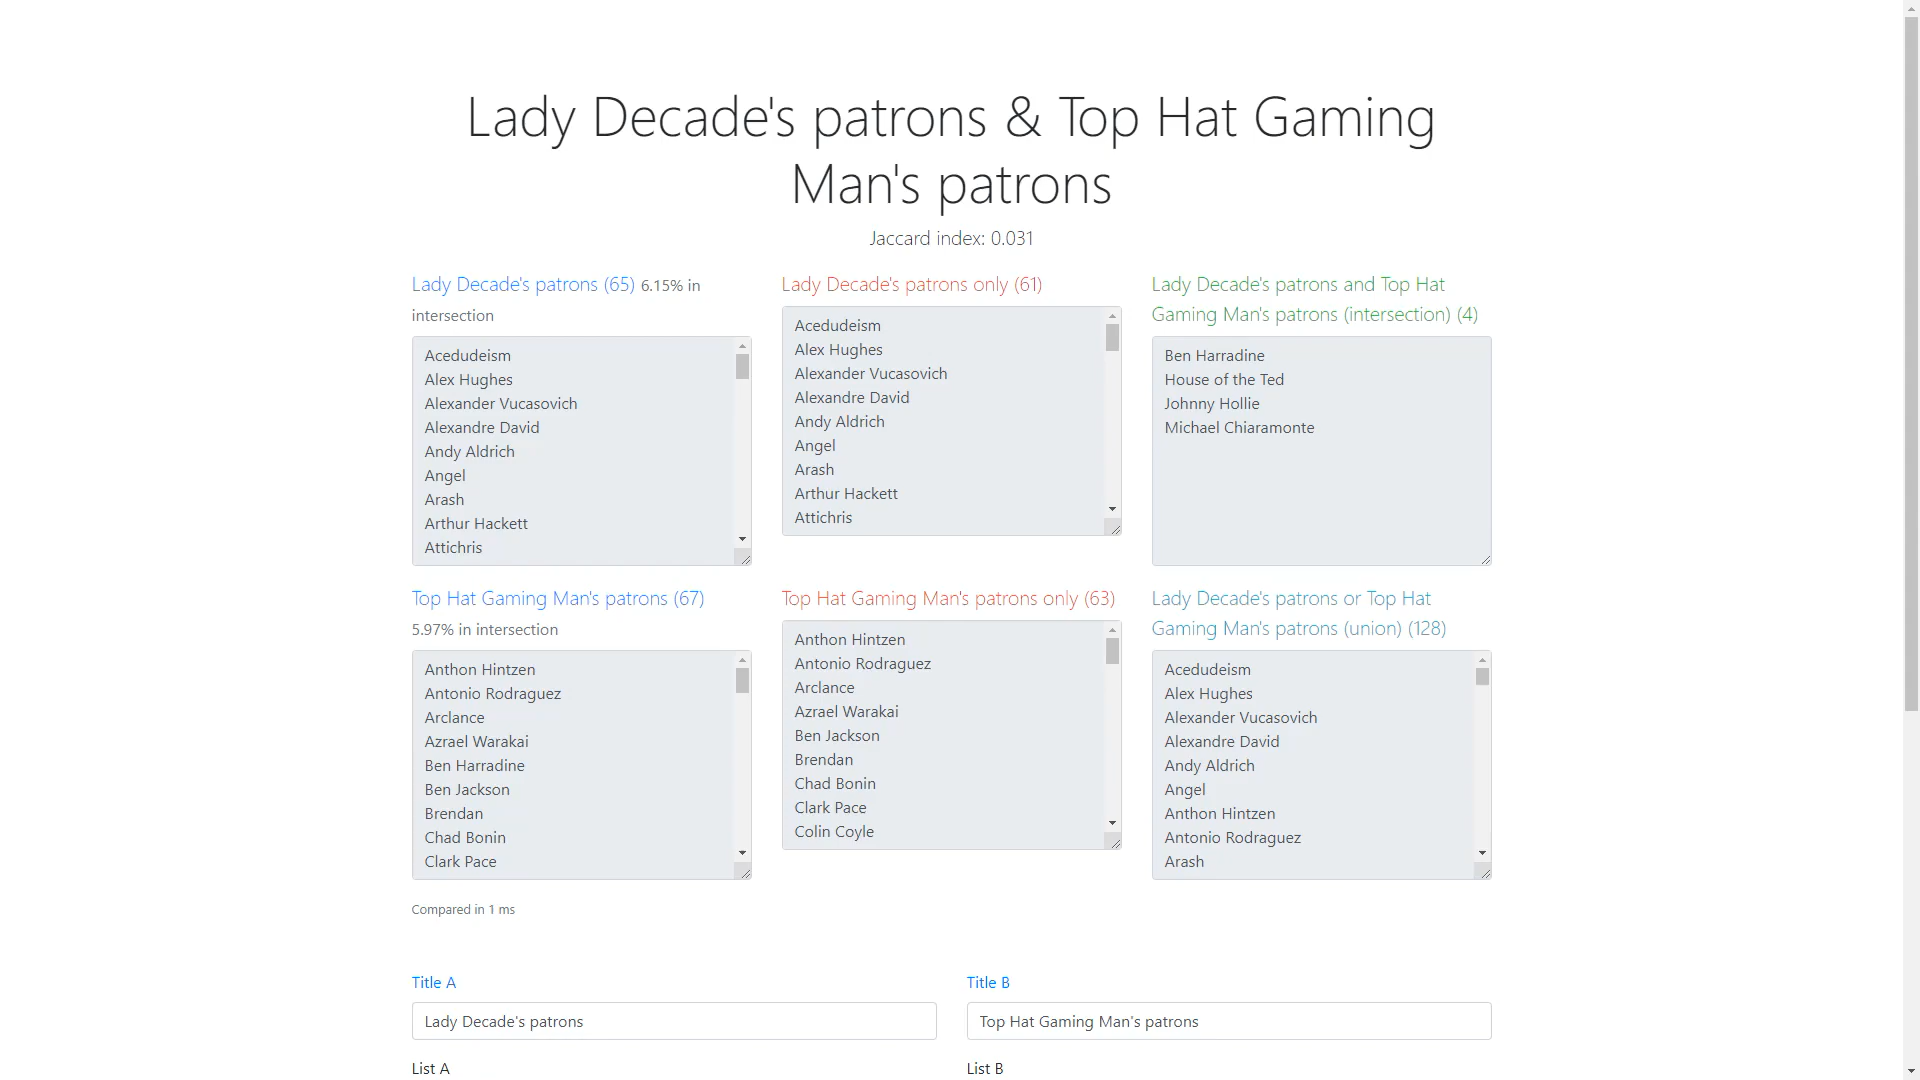 Lady Decade's patrons & Top Hat Gaming
Man's patrons
Jaccard index: 0.031
Lady Decade's patrons (65) 6.15% in
intersection
Acedudeism
Alex Hughes
Alexander Vucasovich
Alexandre David
Andy Aldrich
Angel
Arash
Arthur Hackett
Attichris
Lady Decade's patrons only (61)
Acedudeism
Alex Hughes
Alexander Vucasovich
Alexandre David
Andy Aldrich
Angel
Arash
Arthur Hackett
Attichris
Lady Decade's patrons and Top Hat
Gaming Man's patrons (intersection) (4)
Ben Harradine
House of the Ted
Johnny Hollie
Michael Chiaramonte
Top Hat Gaming Man's patrons (67)
5.97% in intersection
Anthon Hintzen
Antonio Rodraguez
Arclance
Azrael Warakai
Ben Harradine
Ben Jackson
Brendan
Chad Bonin
Clark Pace
Top Hat Gaming Man's patrons only (63)
Anthon Hintzen
Antonio Rodraguez
Arclance
Azrael Warakai
Ben Jackson
Brendan
Chad Bonin
Clark Pace
Colin Coyle
Lady Decade's patrons or Top Hat
Gaming Man's patrons (union) (128)
Acedudeism
Alex Hughes
Alexander Vucasovich
Alexandre David
Andy Aldrich
Angel
Anthon Hintzen
Antonio Rodraguez
Arash
Compared in 1 ms
Title A
Lady Decade's patrons
List A
Title B
Top Hat Gaming Man's patrons
List B